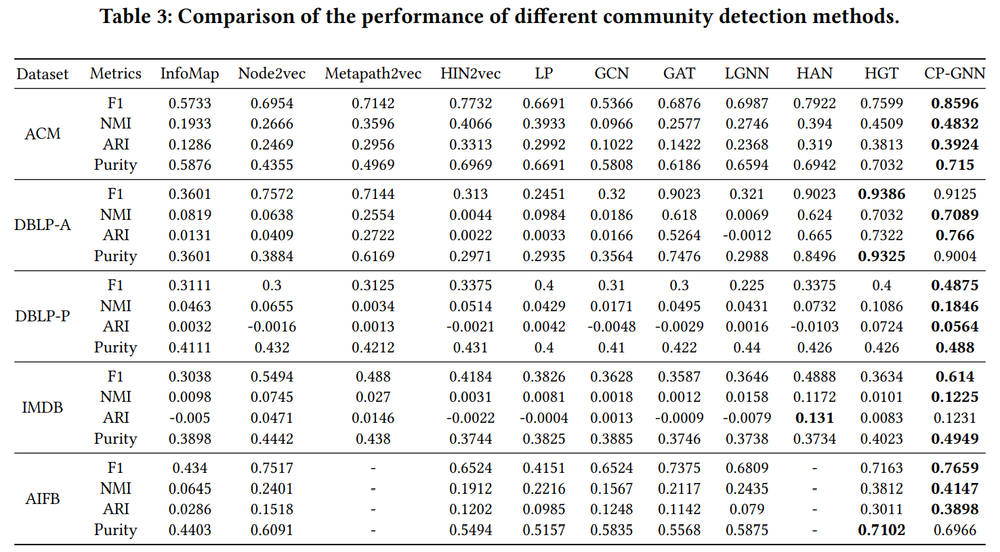 Table 3: Comparison of the performance of different community detection methods.
Dataset Metrics InfoMap Node2vec Metapath2vec HIN2vec LP GCN GAT LGNN HAN HGT CP-GNN
ACM
F1 0.5733 0.6954 0.7142 0.7732 0.6691 0.5366 0.6876 0.6987 0.7922 0.7599 0.8596
NMI 0.1933 0.2666 0.3596 0.4066 0.3933 0.0966 0.2577 0.2746 0.394 0.4509 0.4832
ARI 0.1286 0.2469 0.2956 0.3313 0.2992 0.1022 0.1422 0.2368 0.319 0.3813 0.3924
Purity 0.5876 0.4355 0.4969 0.6969 0.6691 0.5808 0.6186 0.6594 0.6942 0.7032 0.715
DBLP-A
F1 0.3601 0.7572 0.7144 0.313 0.2451 0.32 0.9023 0.321 0.9023 0.9386 0.9125
NMI 0.0819 0.0638 0.2554 0.0044 0.0984 0.0186 0.618 0.0069 0.624 0.7032 0.7089
ARI 0.0131 0.0409 0.2722 0.0022 0.0033 0.0166 0.5264 -0.0012 0.665 0.7322 0.766
Purity 0.3601 0.3884 0.6169 0.2971 0.2935 0.3564 0.7476 0.2988 0.8496 0.9325 0.9004
DBLP-P
F1 0.3111 0.3 0.3125 0.3375 0.4 0.31 0.3 0.225 0.3375 0.4 0.4875
NMI 0.0463 0.0655 0.0034 0.0514 0.0429 0.0171 0.0495 0.0431 0.0732 0.1086 0.1846
ARI 0.0032 -0.0016 0.0013 -0.0021 0.0042 -0.0048 -0.0029 0.0016 -0.0103 0.0724 0.0564
Purity 0.4111 0.432 0.4212 0.431 0.4 0.41 0.422 0.44 0.426 0.426 0.488
IMDB
F1 0.3038 0.5494 0.488 0.4184 0.3826 0.3628 0.3587 0.3646 0.4888 0.3634 0.614
NMI 0.0098 0.0745 0.027 0.0031 0.0081 0.0018 0.0012 0.0158 0.1172 0.0101 0.1225
ARI -0.005 0.0471 0.0146 -0.0022 -0.0004 0.0013 -0.0009 -0.0079 0.131 0.0083 0.1231
Purity 0.3898 0.4442 0.438 0.3744 0.3825 0.3885 0.3746 0.3738 0.3734 0.4023 0.4949
AIFB
F1 0.434 0.7517 - 0.6524 0.4151 0.6524 0.7375 0.6809 - 0.7163 0.7659
NMI 0.0645 0.2401 - 0.1912 0.2216 0.1567 0.2117 0.2435 - 0.3812 0.4147
ARI 0.0286 0.1518 - 0.1202 0.0985 0.1248 0.1142 0.079 - 0.3011 0.3898
Purity 0.4403 0.6091 - 0.5494 0.5157 0.5835 0.5568 0.5875 - 0.7102 0.6966